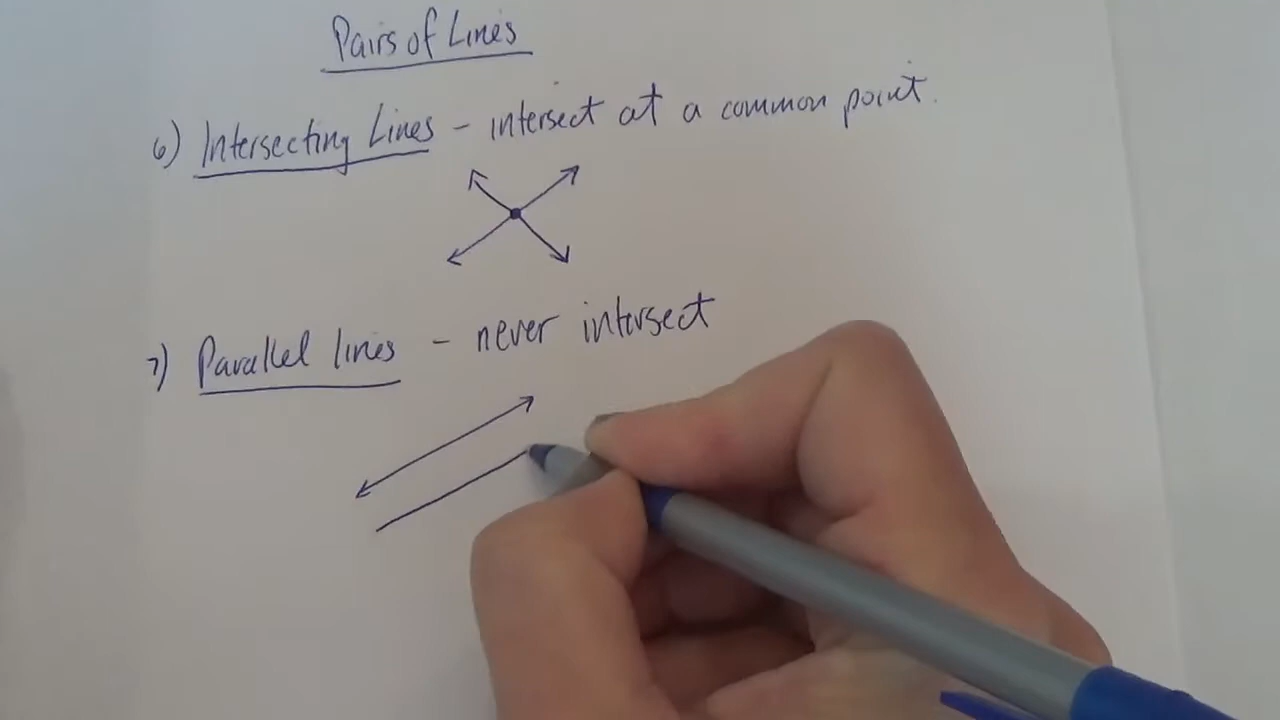 Pairs of Lines
6) Intersecting Lines - intersect at a common point.
7) Parallel lines - never intersect